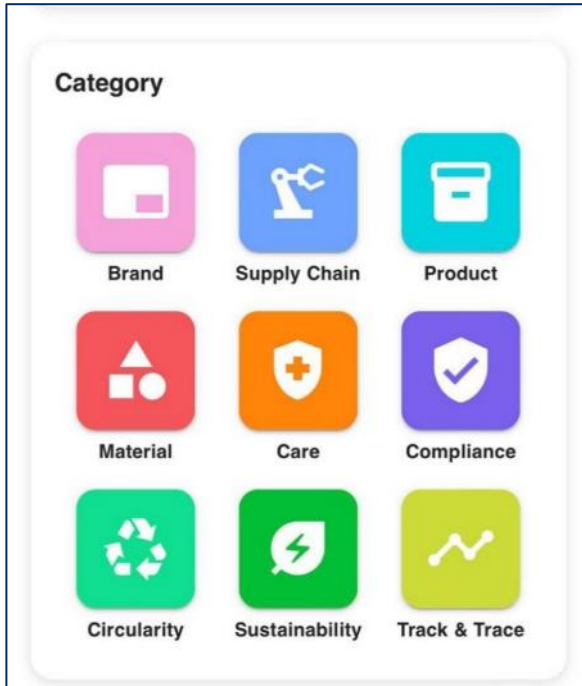 Category
Brand
Supply Chain
Product
Material
Care
Compliance
Circularity
Sustainability
Track & Trace